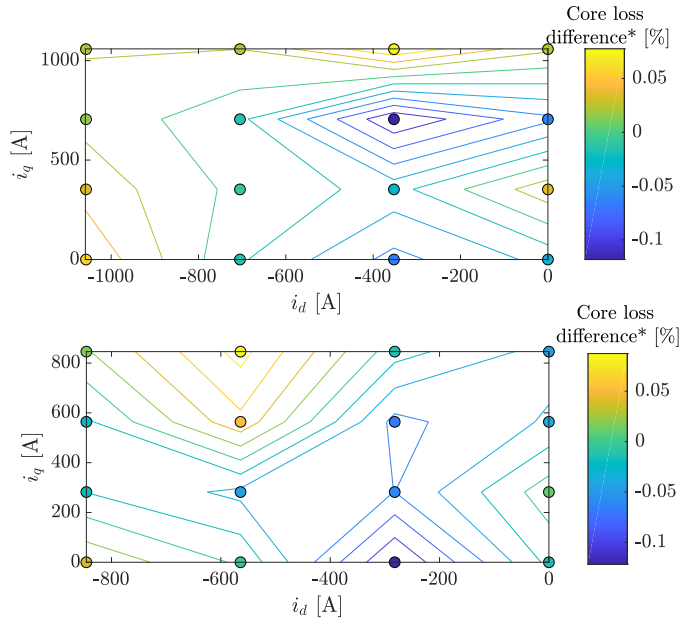 Core loss
difference* [%]
1000
500
0
i_q [A]
-1000 -800 -600 -400 -200 0
i_d [A]
0.05
0
-0.05
-0.1
Core loss
difference* [%]
800
600
400
200
0
i_q [A]
-800 -600 -400 -200 0
i_d [A]
0.05
0
-0.05
-0.1